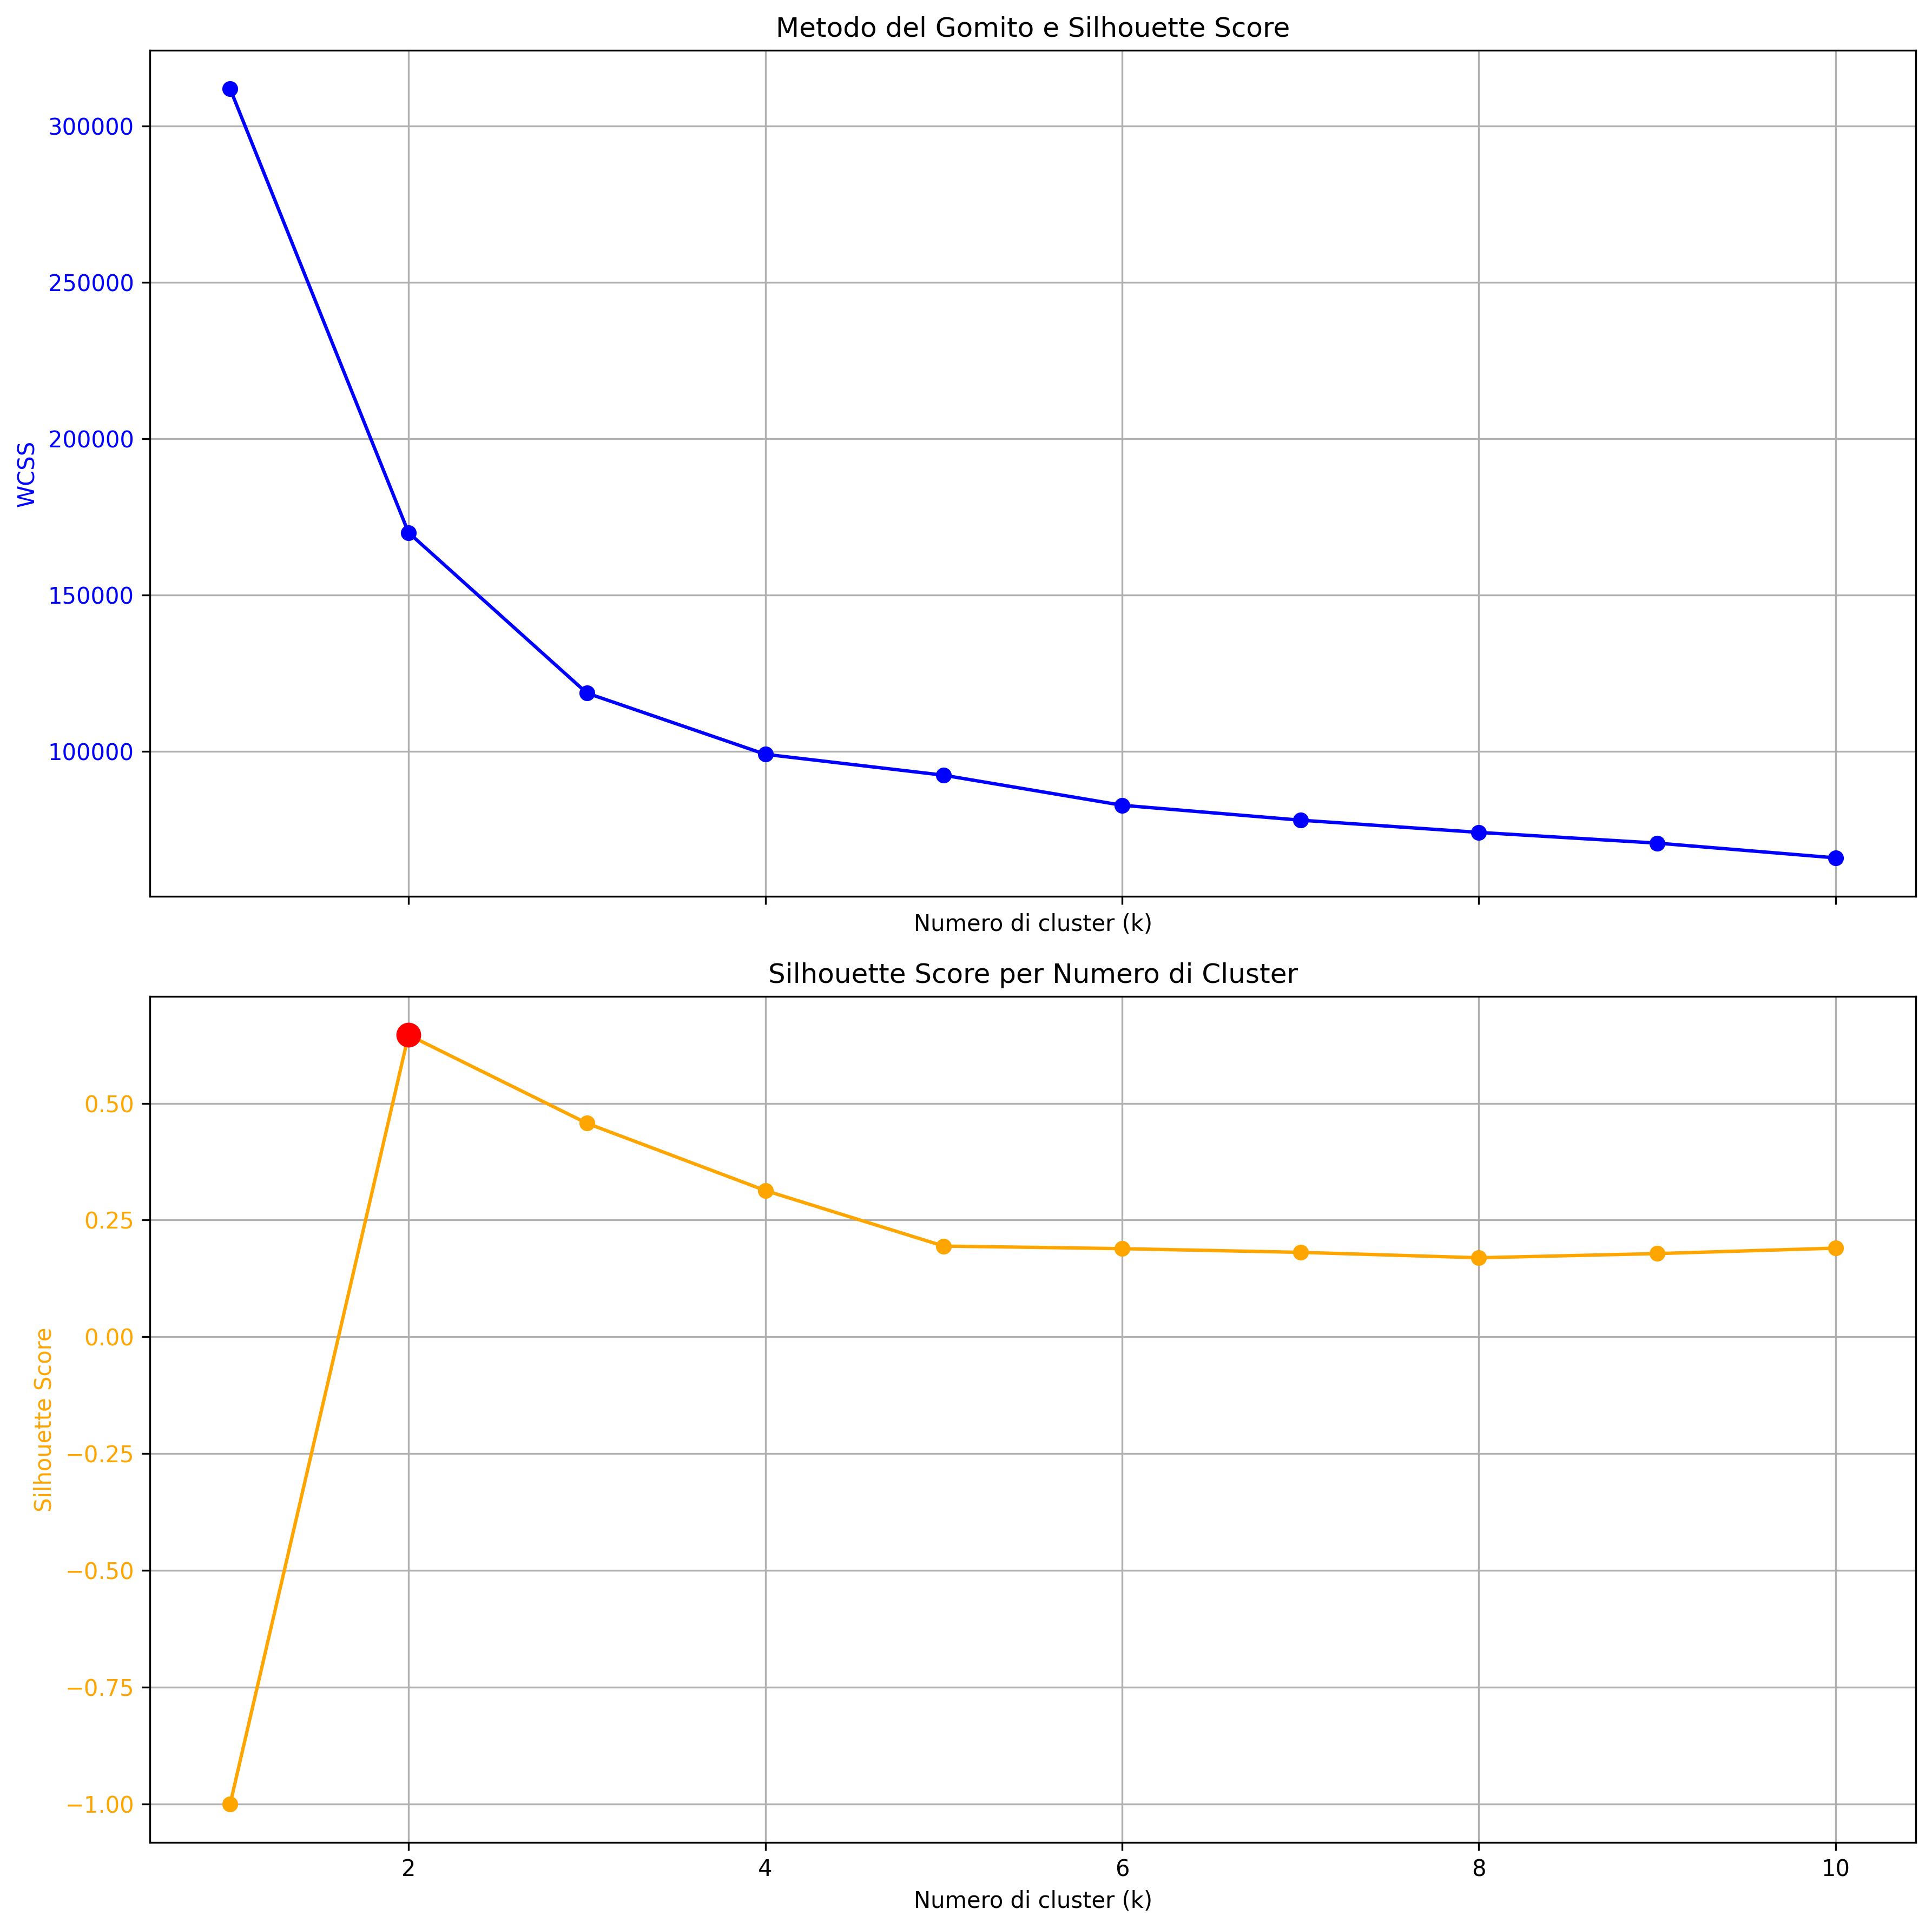 Metodo del Gomito e Silhouette Score
300000
250000
200000
150000
100000
WCSS
Numero di cluster (k)
Silhouette Score per Numero di Cluster
0.50
0.25
0.00
−0.25
−0.50
−0.75
−1.00
Silhouette Score
2 4 6 8 10
Numero di cluster (k)